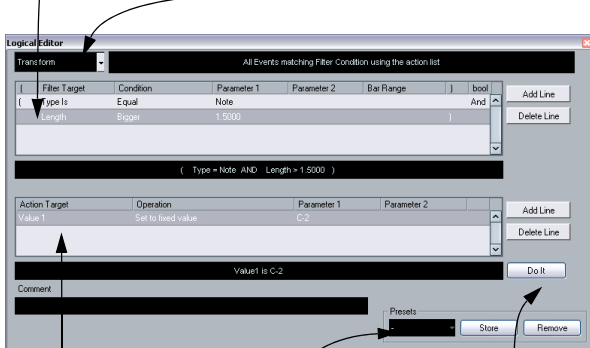 Logical Editor
Transform
All Events matching Filter Condition using the action list
( Filter Target Condition Parameter 1 Parameter 2 Bar Range ) bool
( Type Is Equal Note And
Length Bigger 1.5000 )
Add Line
Delete Line
( Type = Note AND Length > 1.5000 )
Action Target Operation Parameter 1 Parameter 2
Value 1 Set to fixed value C-2
Add Line
Delete Line
Value1 is C-2
Do It
Comment
Presets
-
Store
Remove